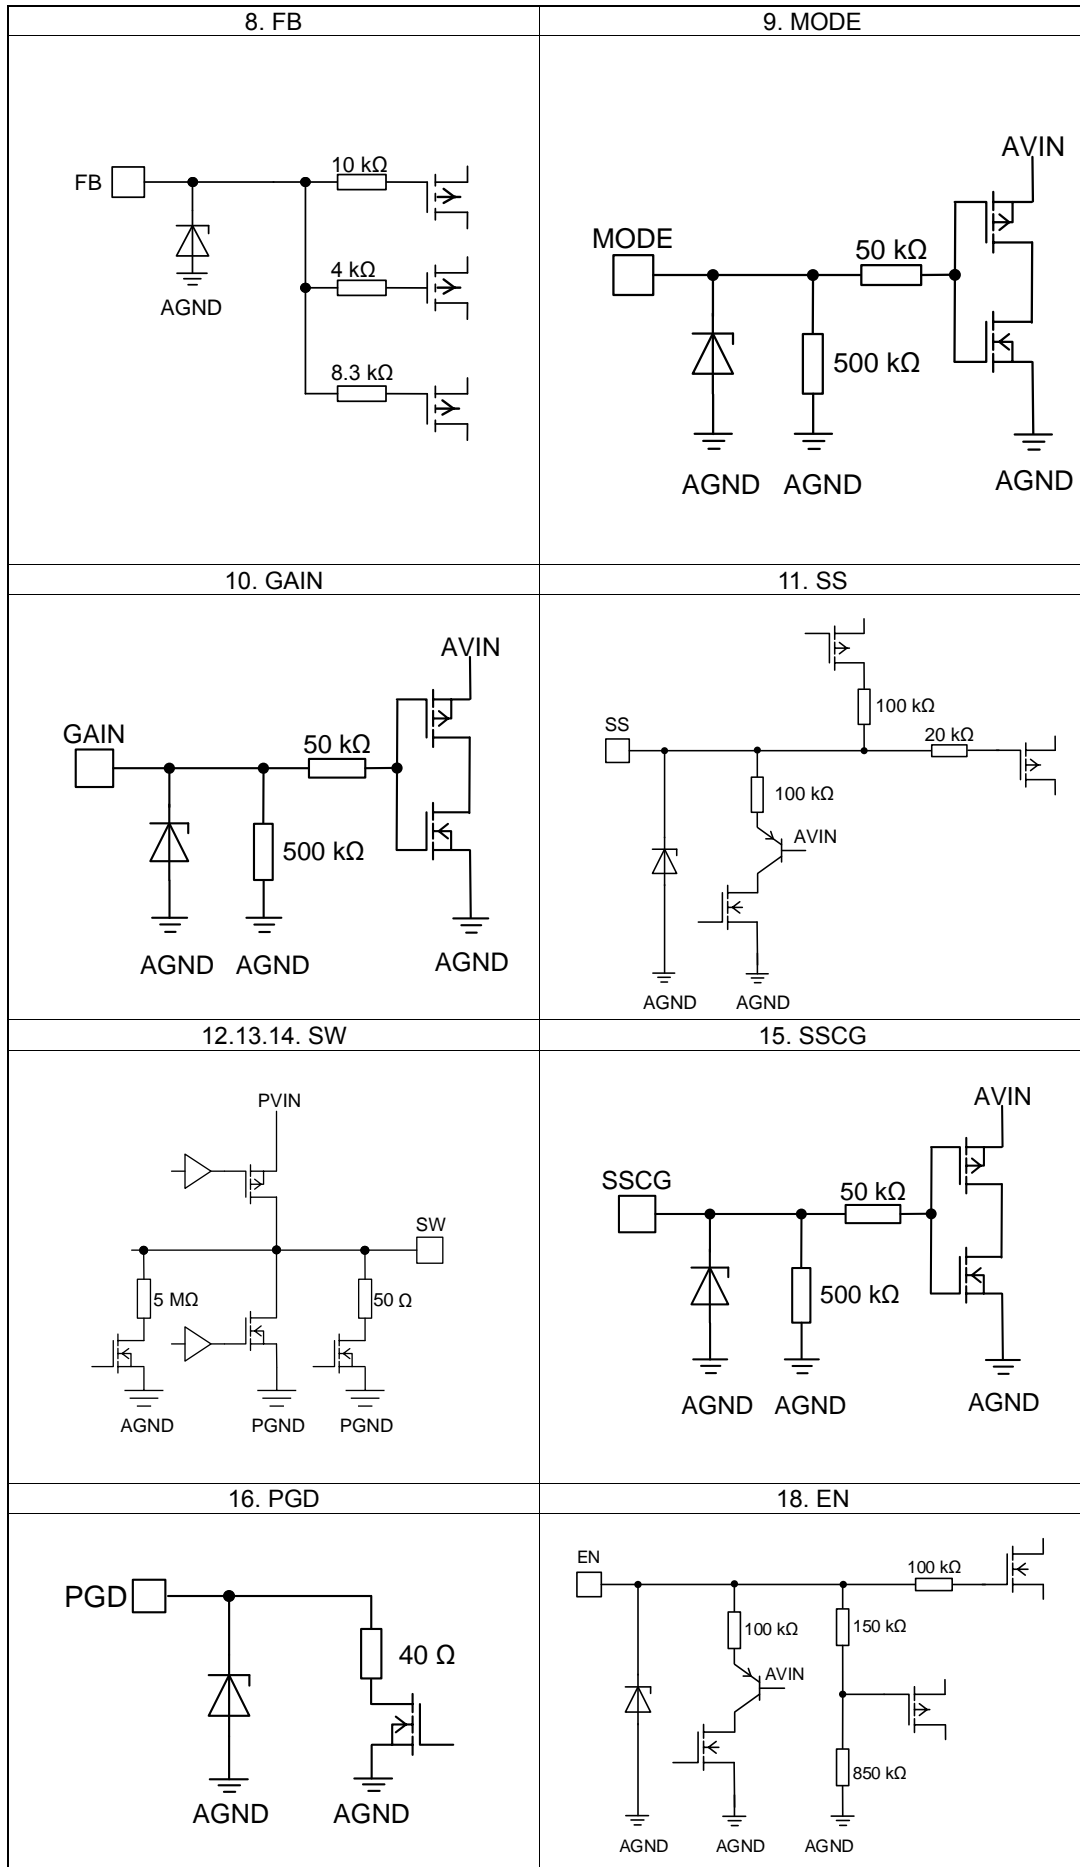 8. FB
9. MODE
FB
10 kΩ
4 kΩ
8.3 kΩ
AGND
MODE
AVIN
50 kΩ
500 kΩ
AGND
AGND
AGND
10. GAIN
11. SS
GAIN
AVIN
50 kΩ
500 kΩ
AGND
AGND
AGND
SS
100 kΩ
20 kΩ
100 kΩ
AVIN
AGND
AGND
12.13.14. SW
15. SSCG
PVIN
SW
5 MΩ
50 Ω
AGND
PGND
PGND
SSCG
AVIN
50 kΩ
500 kΩ
AGND
AGND
AGND
16. PGD
18. EN
PGD
40 Ω
AGND
AGND
EN
100 kΩ
100 kΩ
150 kΩ
AVIN
850 kΩ
AGND
AGND
AGND